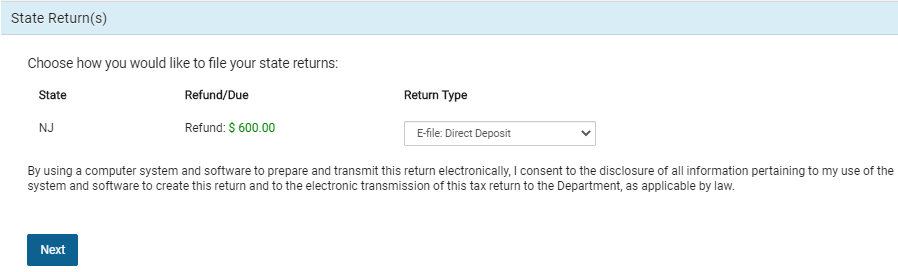 State Return(s)
Choose how you would like to file your state returns:
State Refund/Due Return Type
NJ Refund: $ 600.00 E-file: Direct Deposit
By using a computer system and software to prepare and transmit this return electronically, I consent to the disclosure of all information pertaining to my use of the
system and software to create this return and to the electronic transmission of this tax return to the Department, as applicable by law.
Next